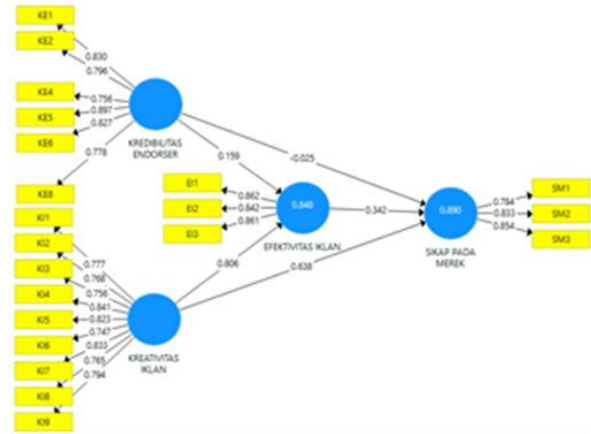 KE1
KE2
0.830
0.796
KE4
0.756
KE5
0.897
KE6
0.827
0.778
KREDIBILITAS
ENDORSER
KE8
0.159
-0.025
EI1
0.862
EI2
0.842
EI3
0.861
0.848
EFEKTIVITAS IKLAN
0.342
0.890
SIKAP PADA
MEREK
0.784
SM1
0.833
SM2
0.854
SM3
0.806
0.638
KI1
KI2
0.777
KI3
0.766
0.756
KI4
0.841
KI5
0.823
KI6
0.747
0.833
KI7
0.765
KI8
0.794
KI9
KREATIVITAS
IKLAN